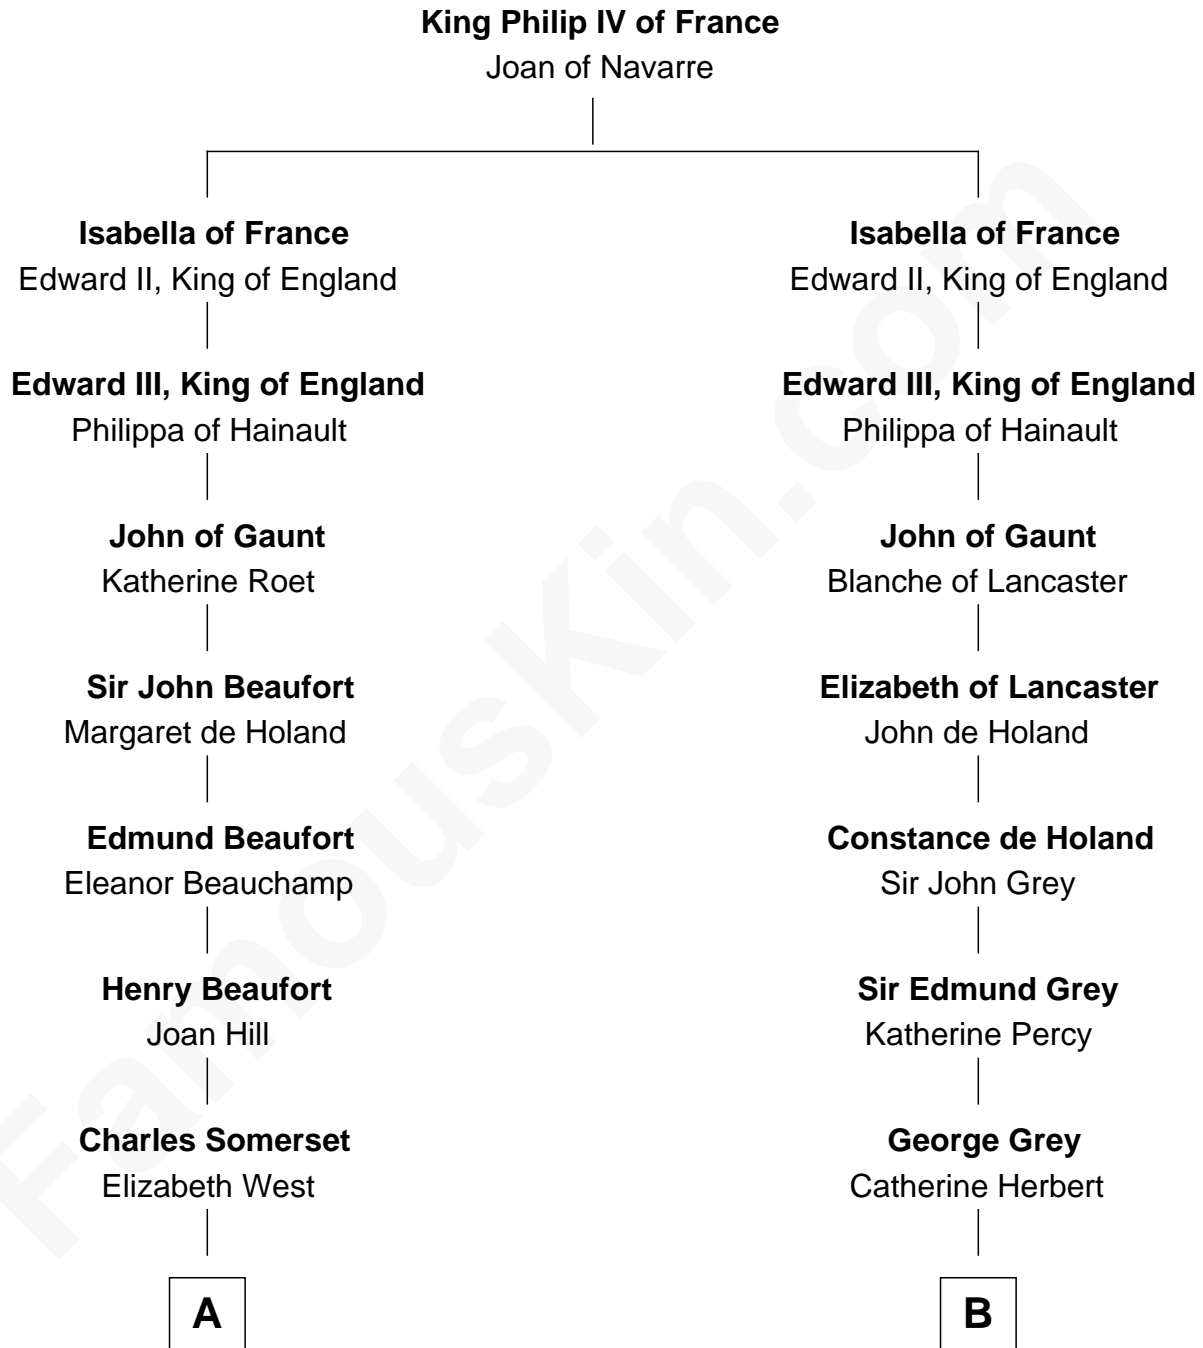 King Philip IV of France
Joan of Navarre
Isabella of France
Edward II, King of England
Edward III, King of England
Philippa of Hainault
John of Gaunt
Katherine Roet
Sir John Beaufort
Margaret de Holand
Edmund Beaufort
Eleanor Beauchamp
Henry Beaufort
Joan Hill
Charles Somerset
Elizabeth West
A
Isabella of France
Edward II, King of England
Edward III, King of England
Philippa of Hainault
John of Gaunt
Blanche of Lancaster
Elizabeth of Lancaster
John de Holand
Constance de Holand
Sir John Grey
Sir Edmund Grey
Katherine Percy
George Grey
Catherine Herbert
B
FamousKin.com